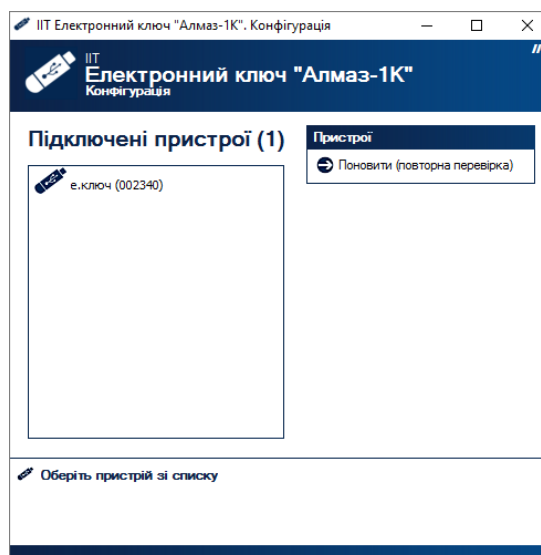 ІІТ Електронний ключ "Алмаз-1К". Конфігурація
ІІТ
Електронний ключ "Алмаз-1К"
Конфігурація
Підключені пристрої (1)
е.ключ (002340)
Пристрої
Поновити (повторна перевірка)
Оберіть пристрій зі списку